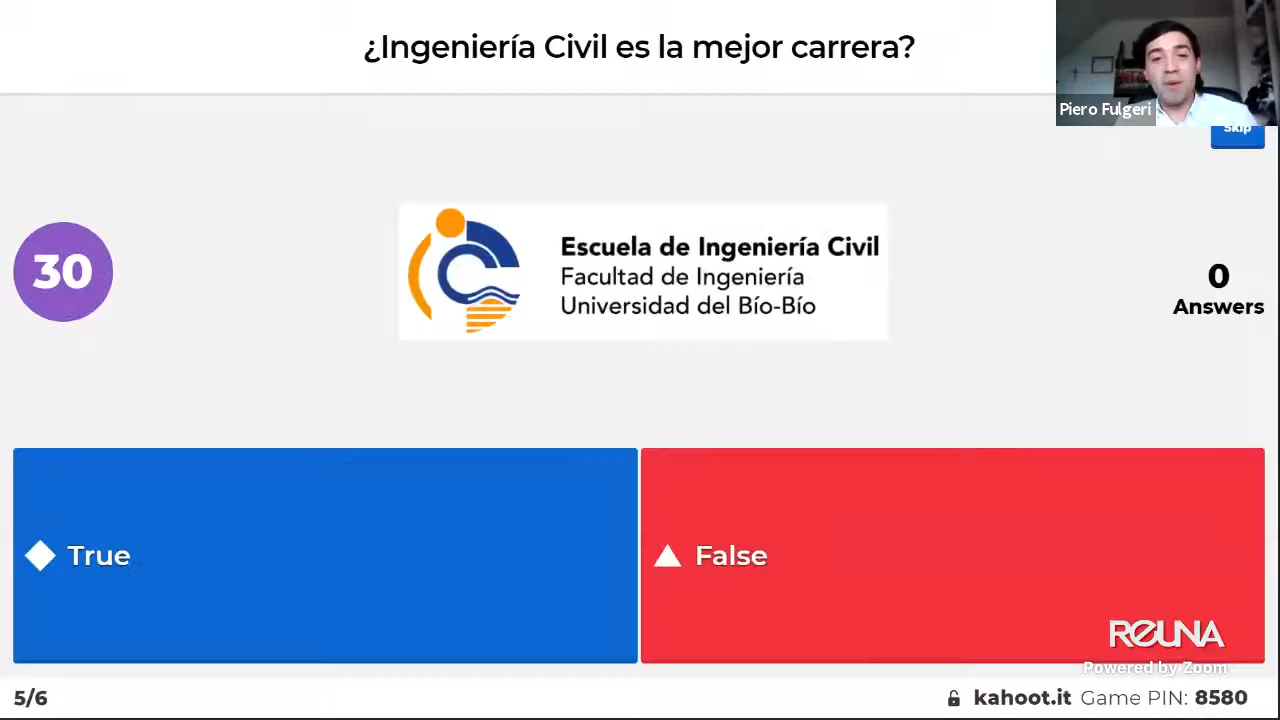 ¿Ingeniería Civil es la mejor carrera?
Piero Fulgeri
Skip
30
Escuela de Ingeniería Civil
Facultad de Ingeniería
Universidad del Bío-Bío
0
Answers
True
False
REUNA
Powered by Zoom
5/6
kahoot.it Game PIN: 8580